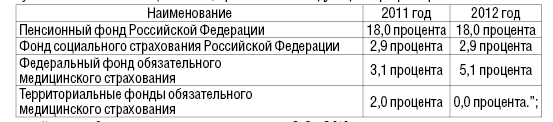 Наименование 2011 год 2012 год
Пенсионный фонд Российской Федерации 18,0 процента 18,0 процента
Фонд социального страхования Российской Федерации 2,9 процента 2,9 процента
Федеральный фонд обязательного
медицинского страхования 3,1 процента 5,1 процента
Территориальные фонды обязательного
медицинского страхования 2,0 процента 0,0 процента.”;